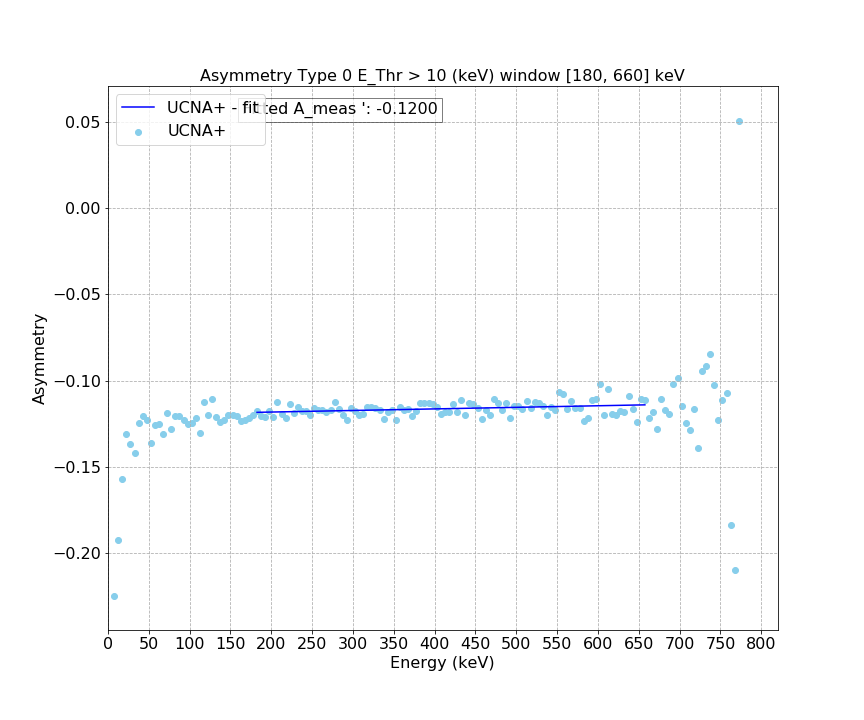 Asymmetry Type 0 E_Thr > 10 (keV) window [180, 660] keV
UCNA+ - fit
tted A_meas ': -0.1200
UCNA+
Asymmetry
0.05
0.00
−0.05
−0.10
−0.15
−0.20
0 50 100 150 200 250 300 350 400 450 500 550 600 650 700 750 800
Energy (keV)